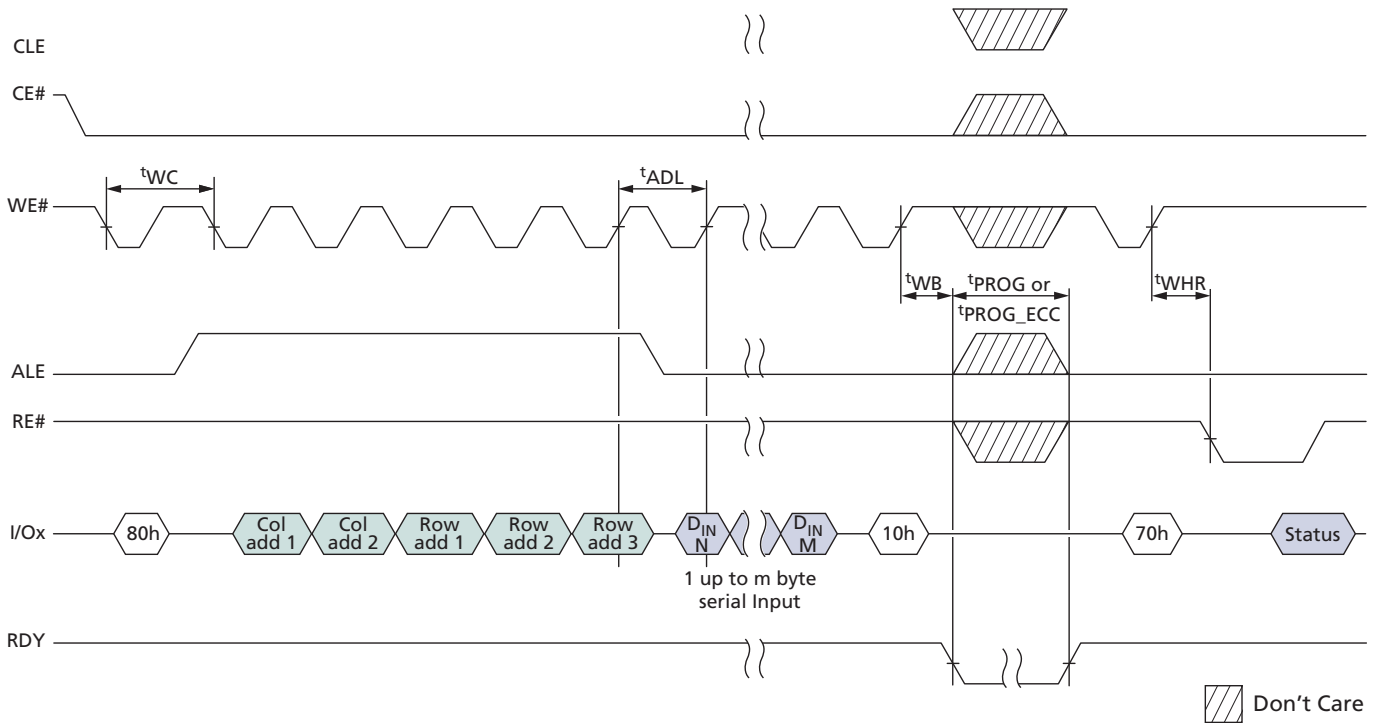 CLE
CE#
tWC
tADL
WE#
tWB
tPROG or
tPROG_ECC
tWHR
ALE
RE#
I/Ox
80h
Col
add 1
Col
add 2
Row
add 1
Row
add 2
Row
add 3
DIN
N
DIN
M
10h
70h
Status
1 up to m byte
serial Input
RDY
Don't Care